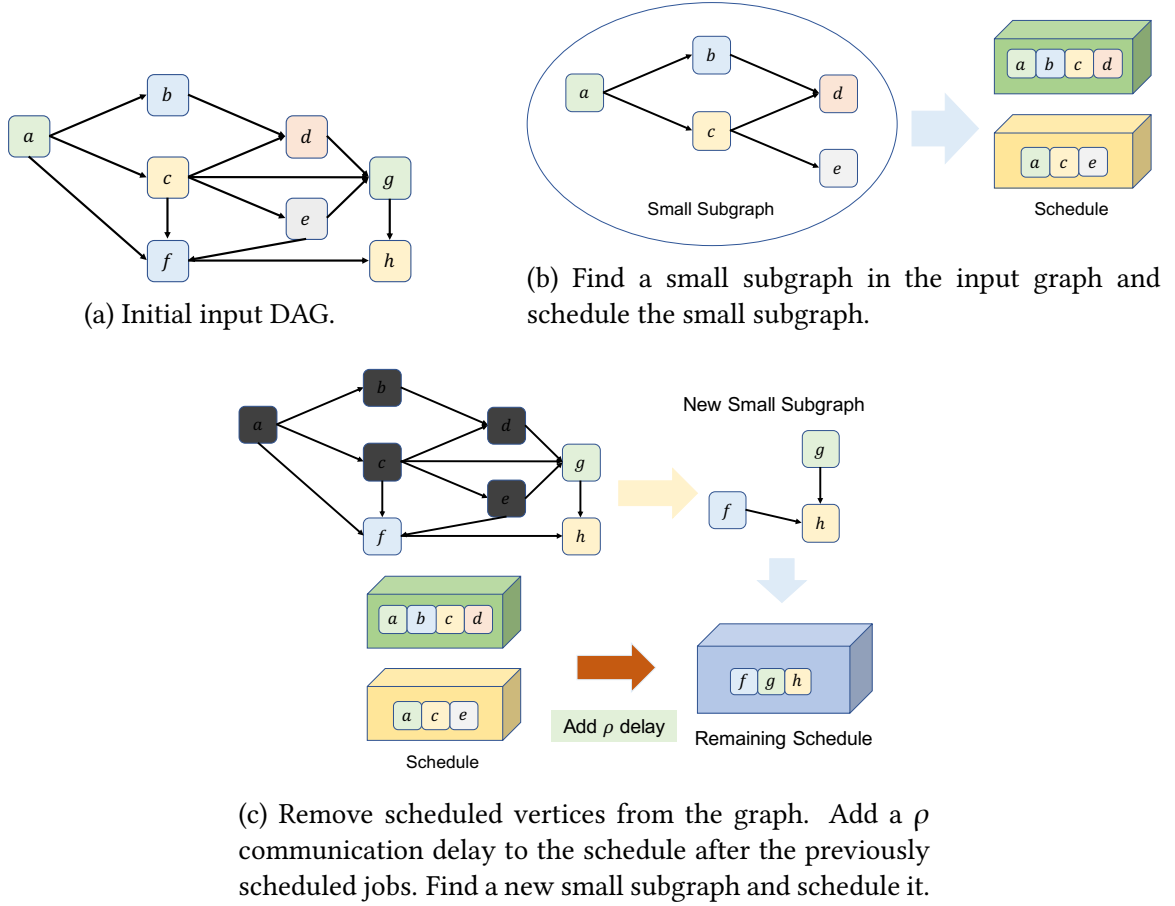 a
b
c
d
e
f
g
h
(a) Initial input DAG.
a
b
c
d
e
Small Subgraph
a b c d
a c e
Schedule
(b) Find a small subgraph in the input graph and
schedule the small subgraph.
a
b
c
d
e
f
g
h
New Small Subgraph
g
f
h
a b c d
a c e
Schedule
Add ρ delay
f g h
Remaining Schedule
(c) Remove scheduled vertices from the graph. Add a ρ
communication delay to the schedule after the previously
scheduled jobs. Find a new small subgraph and schedule it.